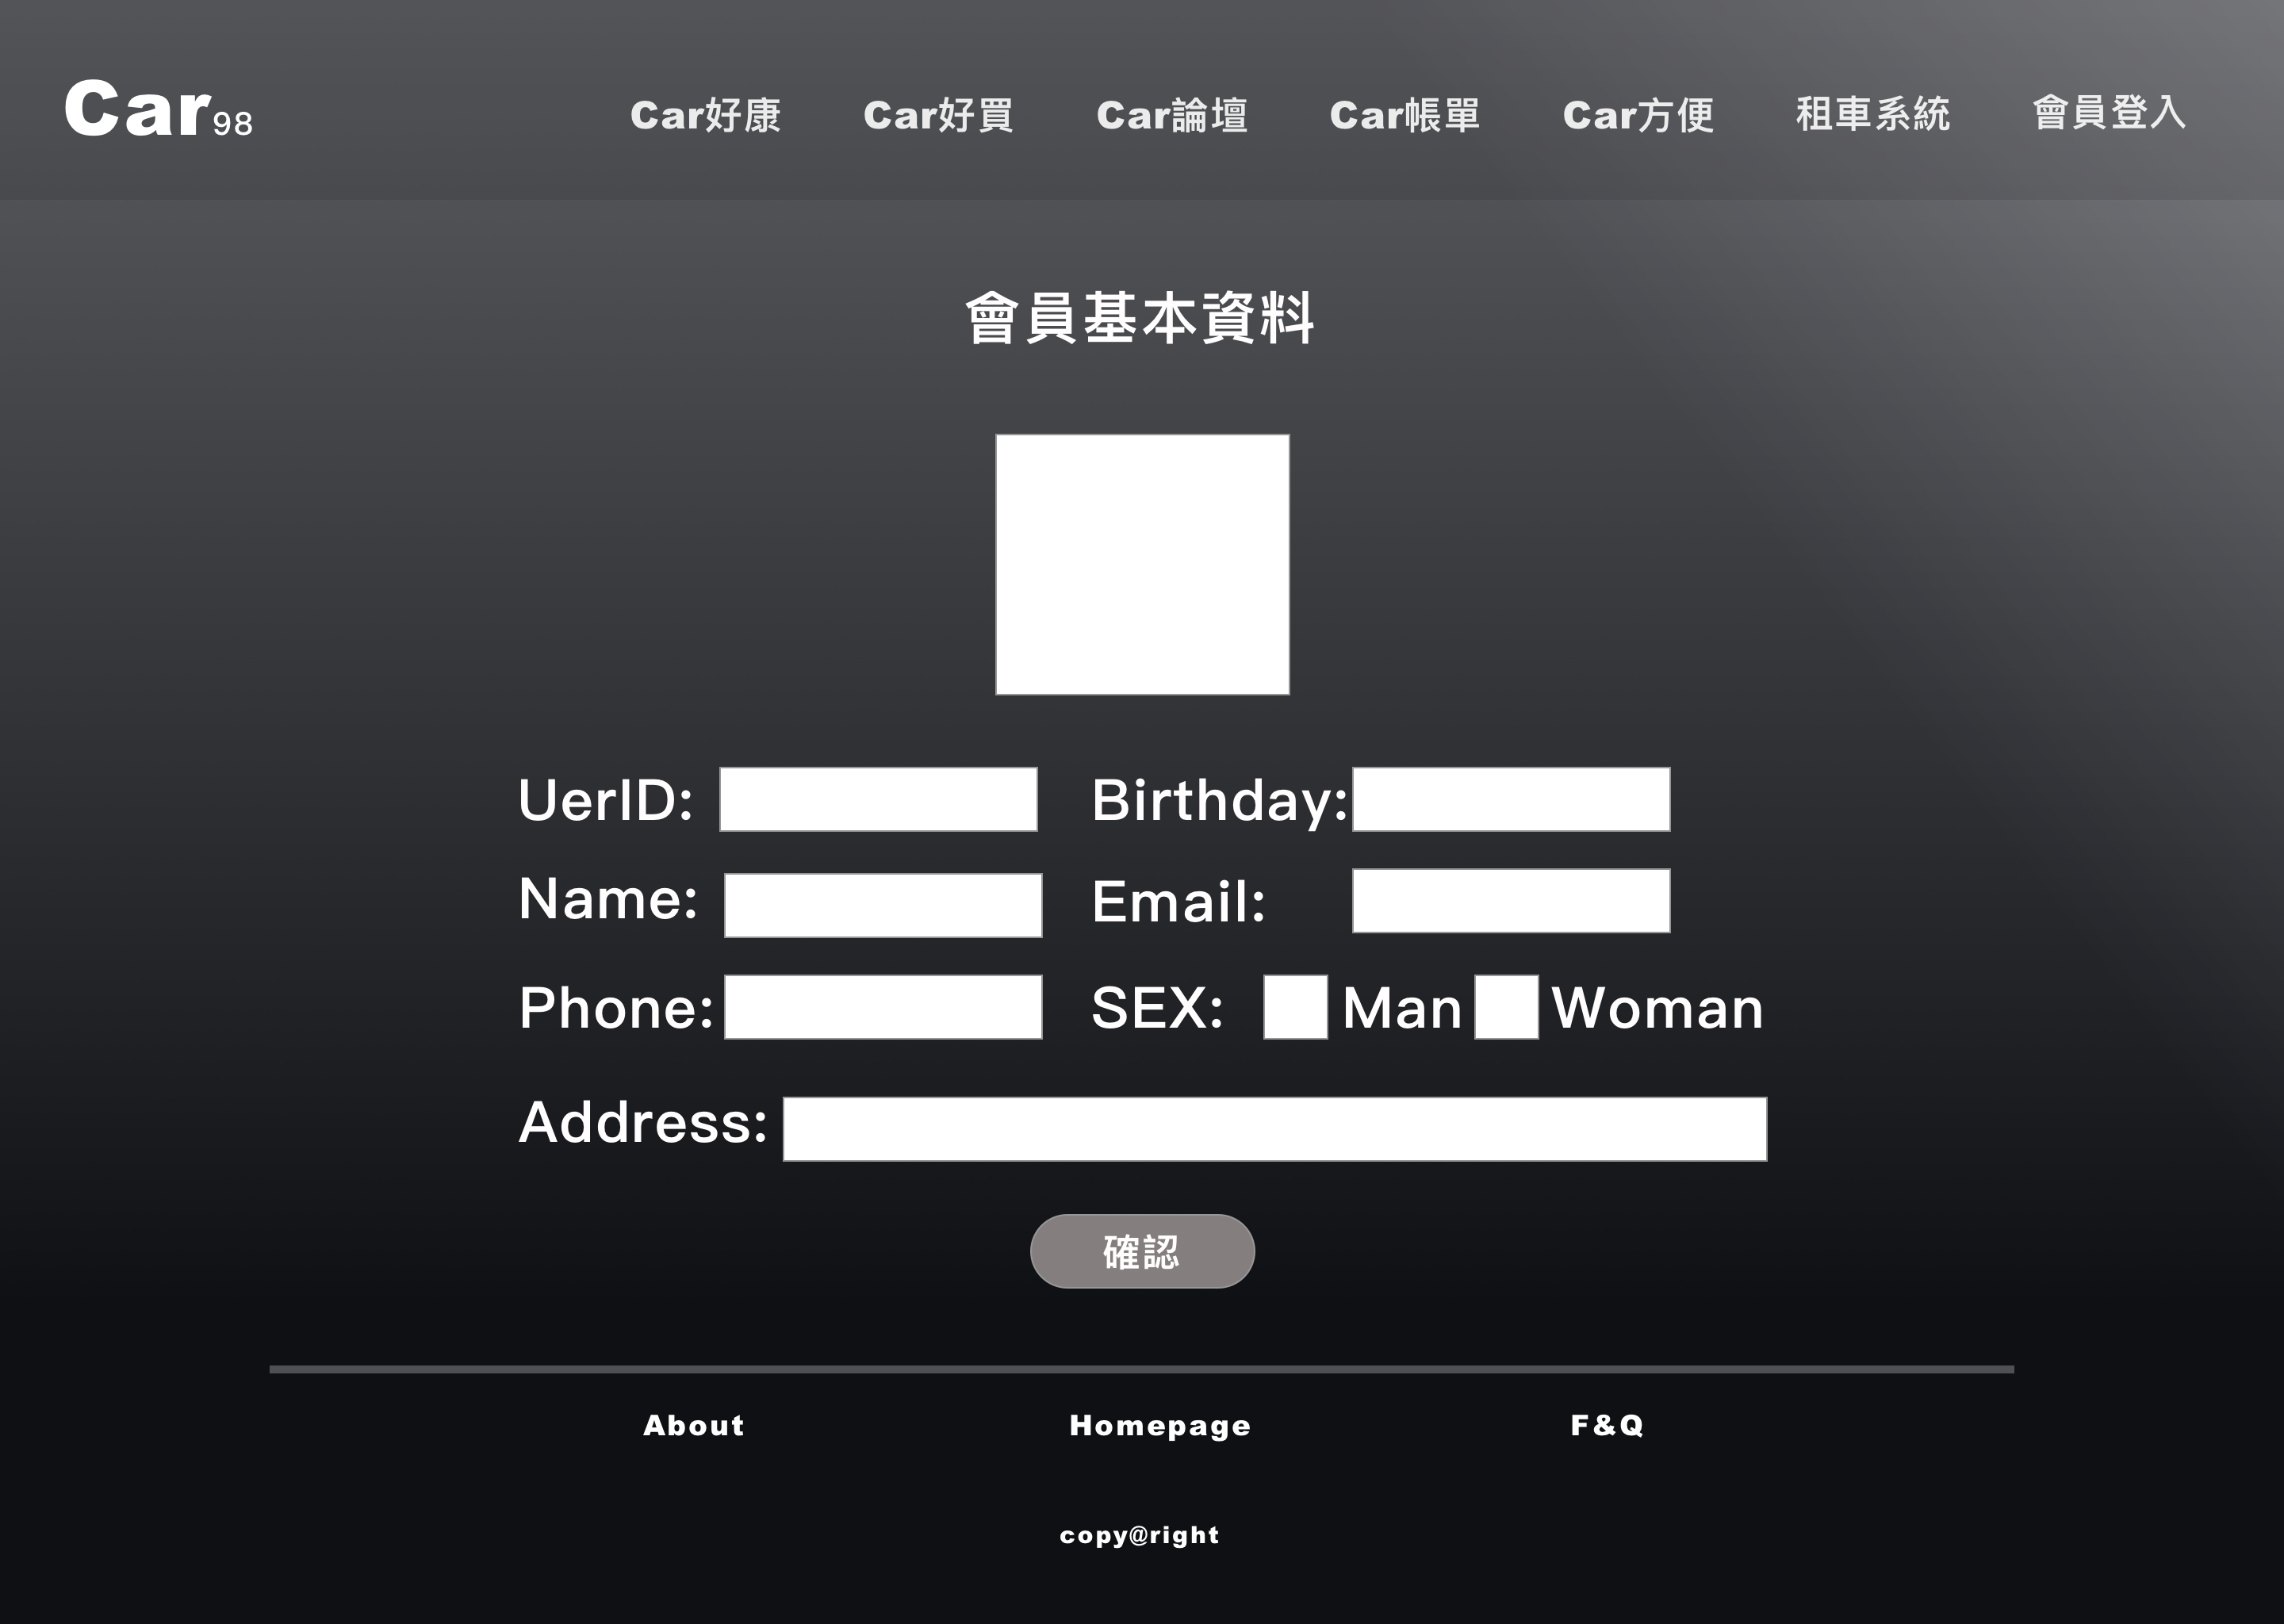 Car98
Car好康 Car好買 Car論壇 Car帳單 Car方便 租車系統 會員登入
會員基本資料
UerID: Birthday:
Name: Email:
Phone: SEX: Man Woman
Address:
確認
About Homepage F&Q
copy@right